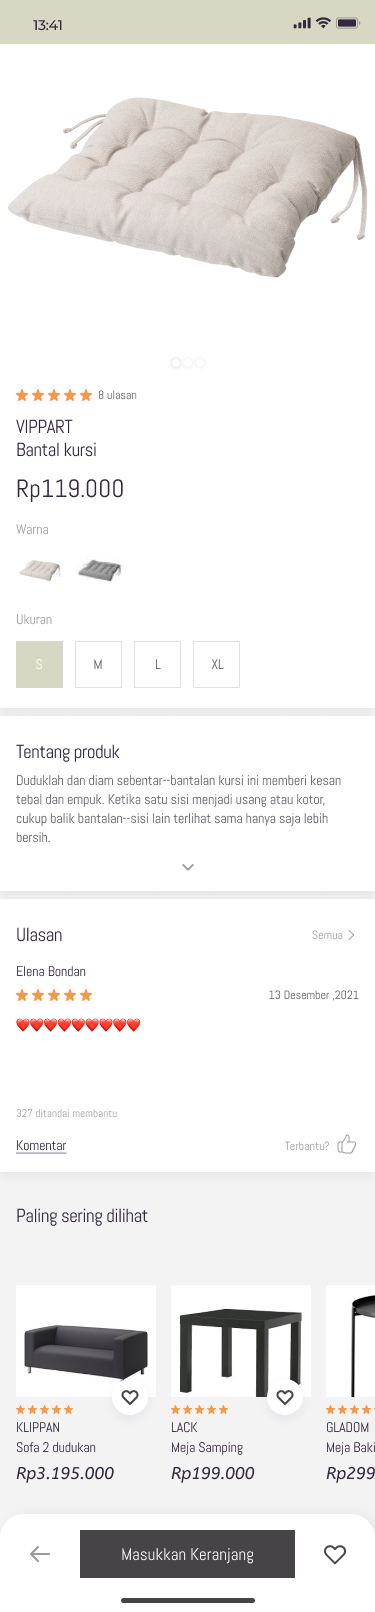 13:41
8 ulasan
VIPPART
Bantal kursi
Rp119.000
Warna
Ukuran
S M L XL
Tentang produk
Duduklah dan diam sebentar--bantalan kursi ini memberi kesan
tebal dan empuk. Ketika satu sisi menjadi usang atau kotor,
cukup balik bantalan--sisi lain terlihat sama hanya saja lebih
bersih.
Ulasan
Semua
Elena Bondan
13 Desember ,2021
❤️❤️❤️❤️❤️❤️❤️❤️❤️
327 ditandai membantu
Komentar
Terbantu?
Paling sering dilihat
KLIPPAN
Sofa 2 dudukan
Rp3.195.000
LACK
Meja Samping
Rp199.000
GLADOM
Meja Baki
Rp299
Masukkan Keranjang